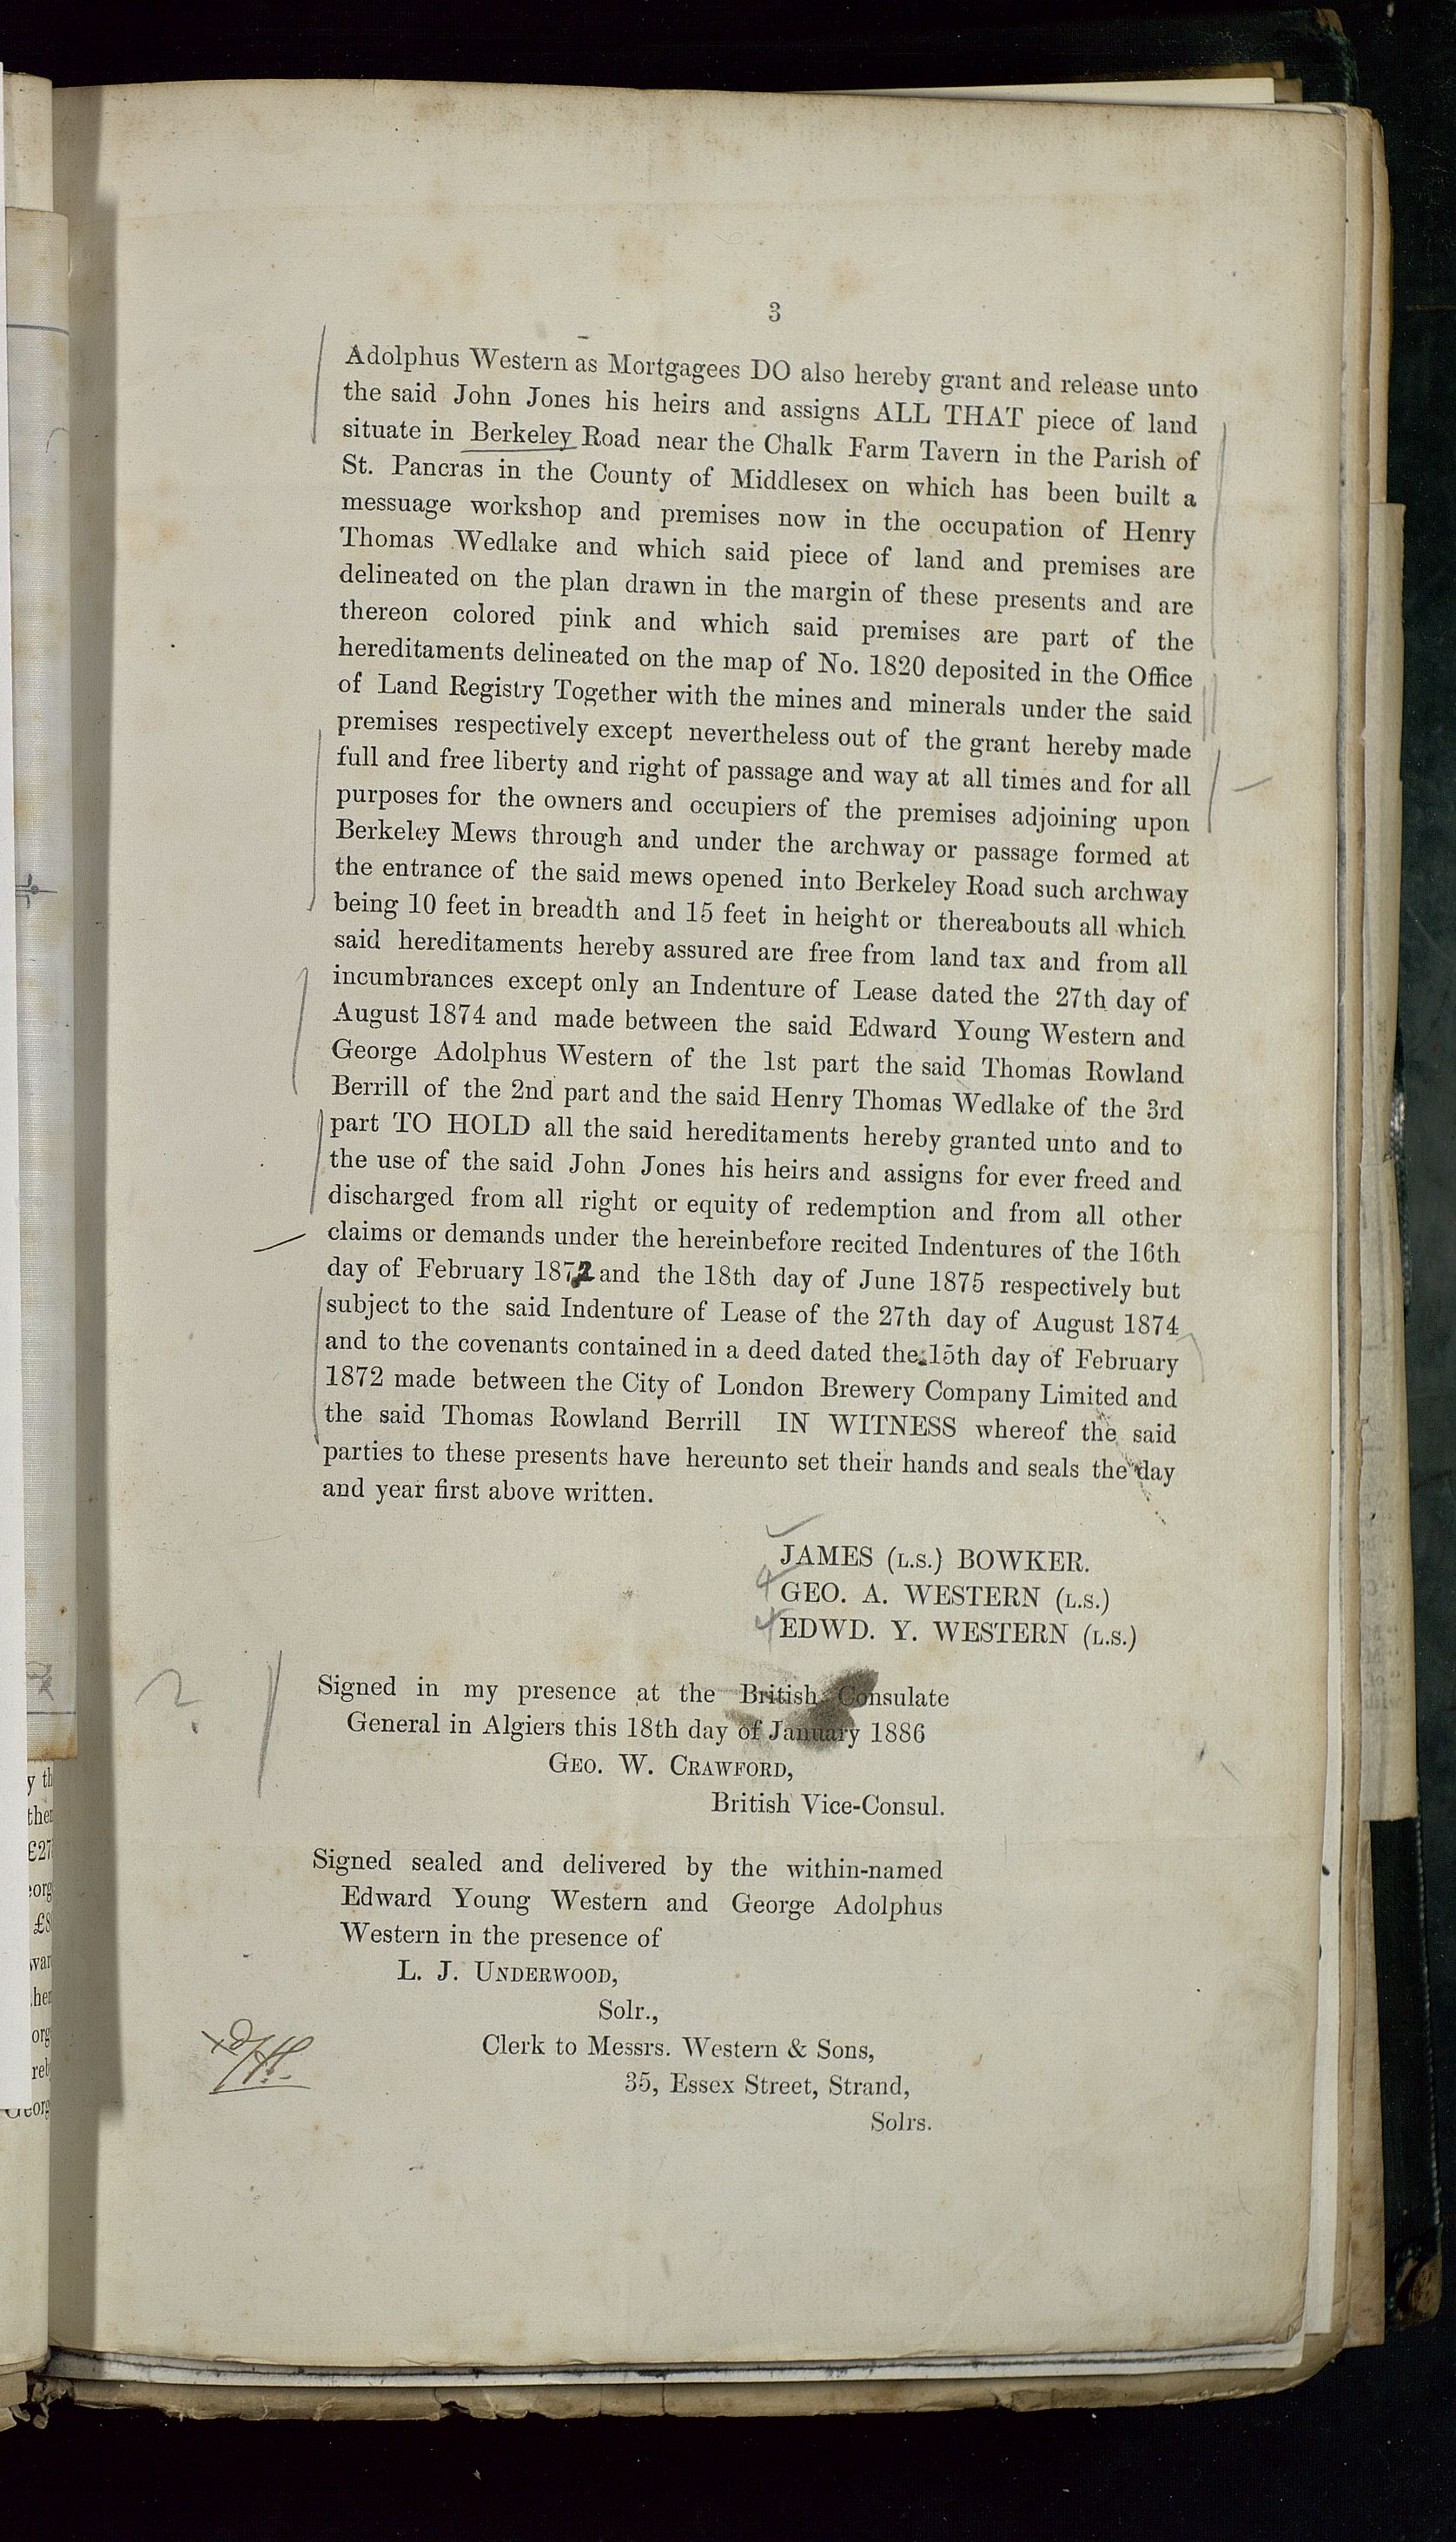 3
Adolphus Western as Mortgagees DO also hereby grant and release unto
the said John Jones his heirs and assigns ALL THAT piece of land
situate in Berkeley Road near the Chalk Farm Tavern in the Parish of
St. Pancras in the County of Middlesex on which has been built a
messuage workshop and premises now in the occupation of Henry
Thomas Wedlake and which said piece of land and premises are
delineated on the plan drawn in the margin of these presents and are
thereon colored pink and which said premises are part of the
hereditaments delineated on the map of No. 1820 deposited in the Office
of Land Registry Together with the mines and minerals under the said
premises respectively except nevertheless out of the grant hereby made
full and free liberty and right of passage and way at all times and for all
purposes for the owners and occupiers of the premises adjoining upon
Berkeley Mews through and under the archway or passage formed at
the entrance of the said mews opened into Berkeley Road such archway
being 10 feet in breadth and 15 feet in height or thereabouts all which
said hereditaments hereby assured are free from land tax and from all
incumbrances except only an Indenture of Lease dated the 27th day of
August 1874 and made between the said Edward Young Western and
George Adolphus Western of the 1st part the said Thomas Rowland
Berrill of the 2nd part and the said Henry Thomas Wedlake of the 3rd
part TO HOLD all the said hereditaments hereby granted unto and to
the use of the said John Jones his heirs and assigns for ever freed and
discharged from all right or equity of redemption and from all other
claims or demands under the hereinbefore recited Indentures of the 16th
day of February 1872 and the 18th day of June 1875 respectively but
subject to the said Indenture of Lease of the 27th day of August 1874
and to the covenants contained in a deed dated the 15th day of February
1872 made between the City of London Brewery Company Limited and
the said Thomas Rowland Berrill IN WITNESS whereof the said
parties to these presents have hereunto set their hands and seals the day
and year first above written.
JAMES (L.S.) BOWKER.
GEO. A. WESTERN (L.S.)
EDWD. Y. WESTERN (L.S.)
Signed in my presence at the British Consulate
General in Algiers this 18th day of January 1886
GEO. W. CRAWFORD,
British Vice-Consul.
Signed sealed and delivered by the within-named
Edward Young Western and George Adolphus
Western in the presence of
L. J. UNDERWOOD,
Solr.,
Clerk to Messrs. Western & Sons,
35, Essex Street, Strand,
Solrs.